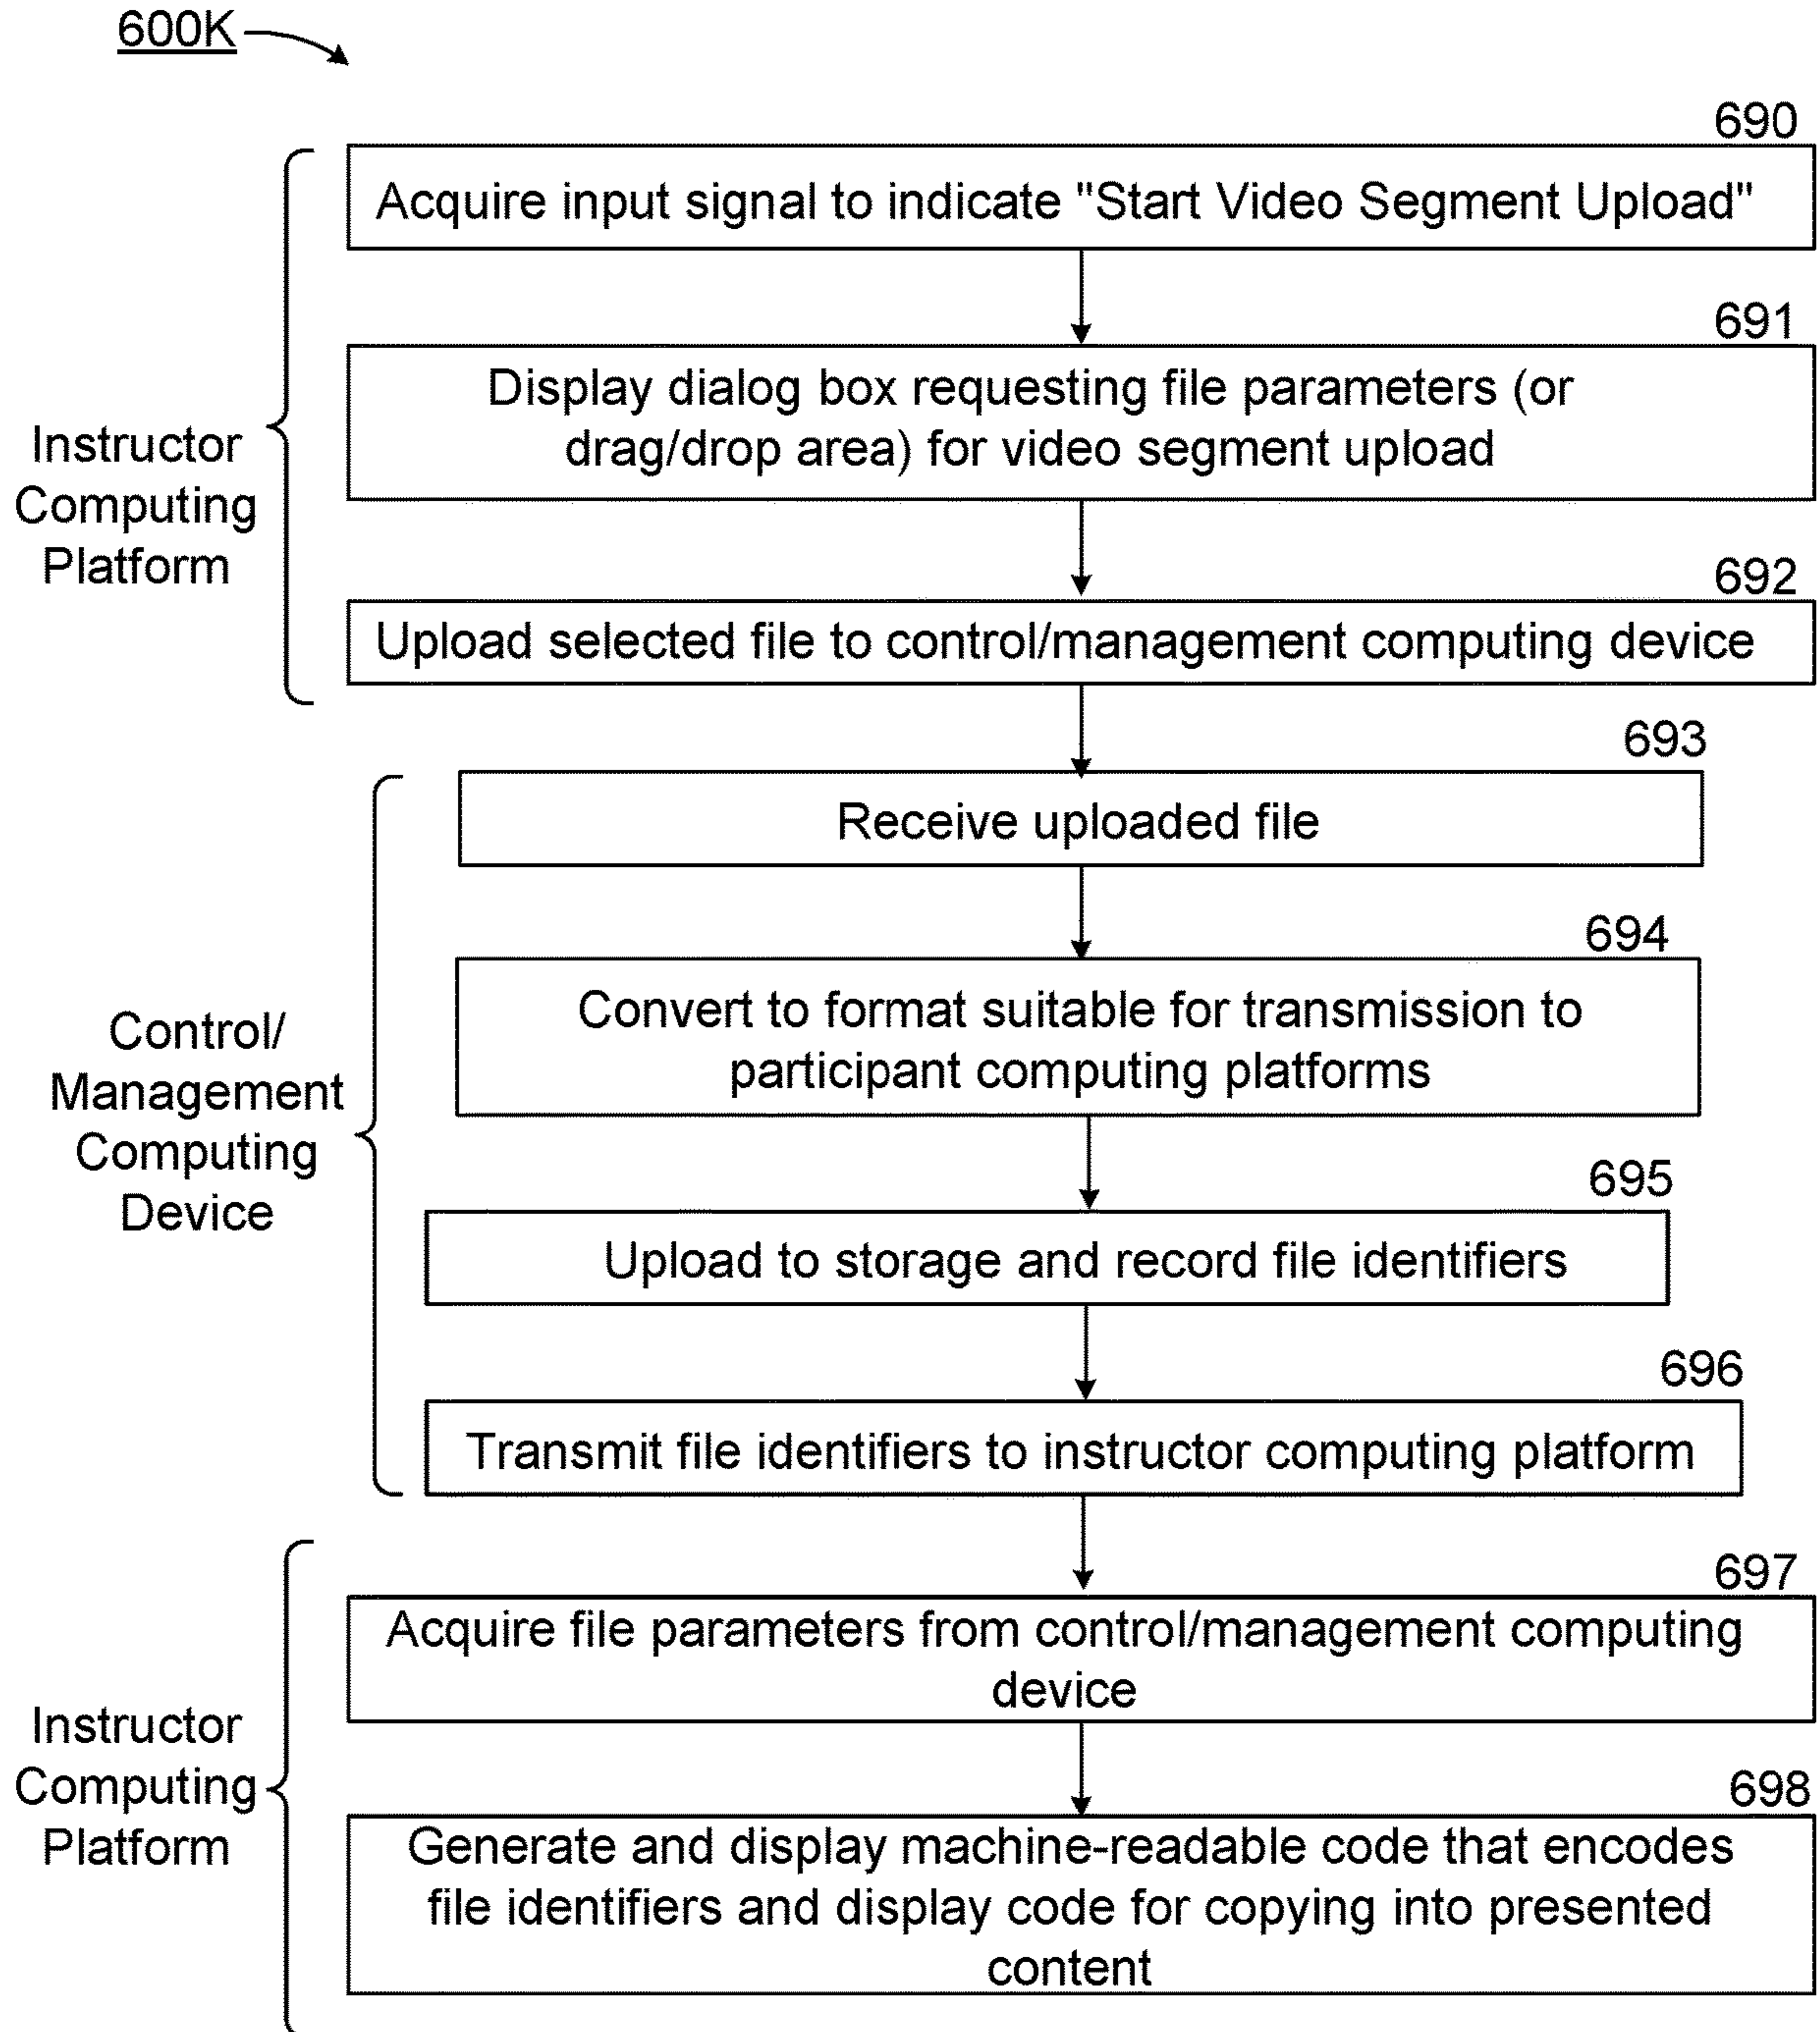 600K
690
Acquire input signal to indicate "Start Video Segment Upload"
691
Display dialog box requesting file parameters (or
drag/drop area) for video segment upload
692
Upload selected file to control/management computing device
Instructor
Computing
Platform
693
Receive uploaded file
694
Convert to format suitable for transmission to
participant computing platforms
695
Upload to storage and record file identifiers
696
Transmit file identifiers to instructor computing platform
Control/
Management
Computing
Device
697
Acquire file parameters from control/management computing
device
698
Generate and display machine-readable code that encodes
file identifiers and display code for copying into presented
content
Instructor
Computing
Platform